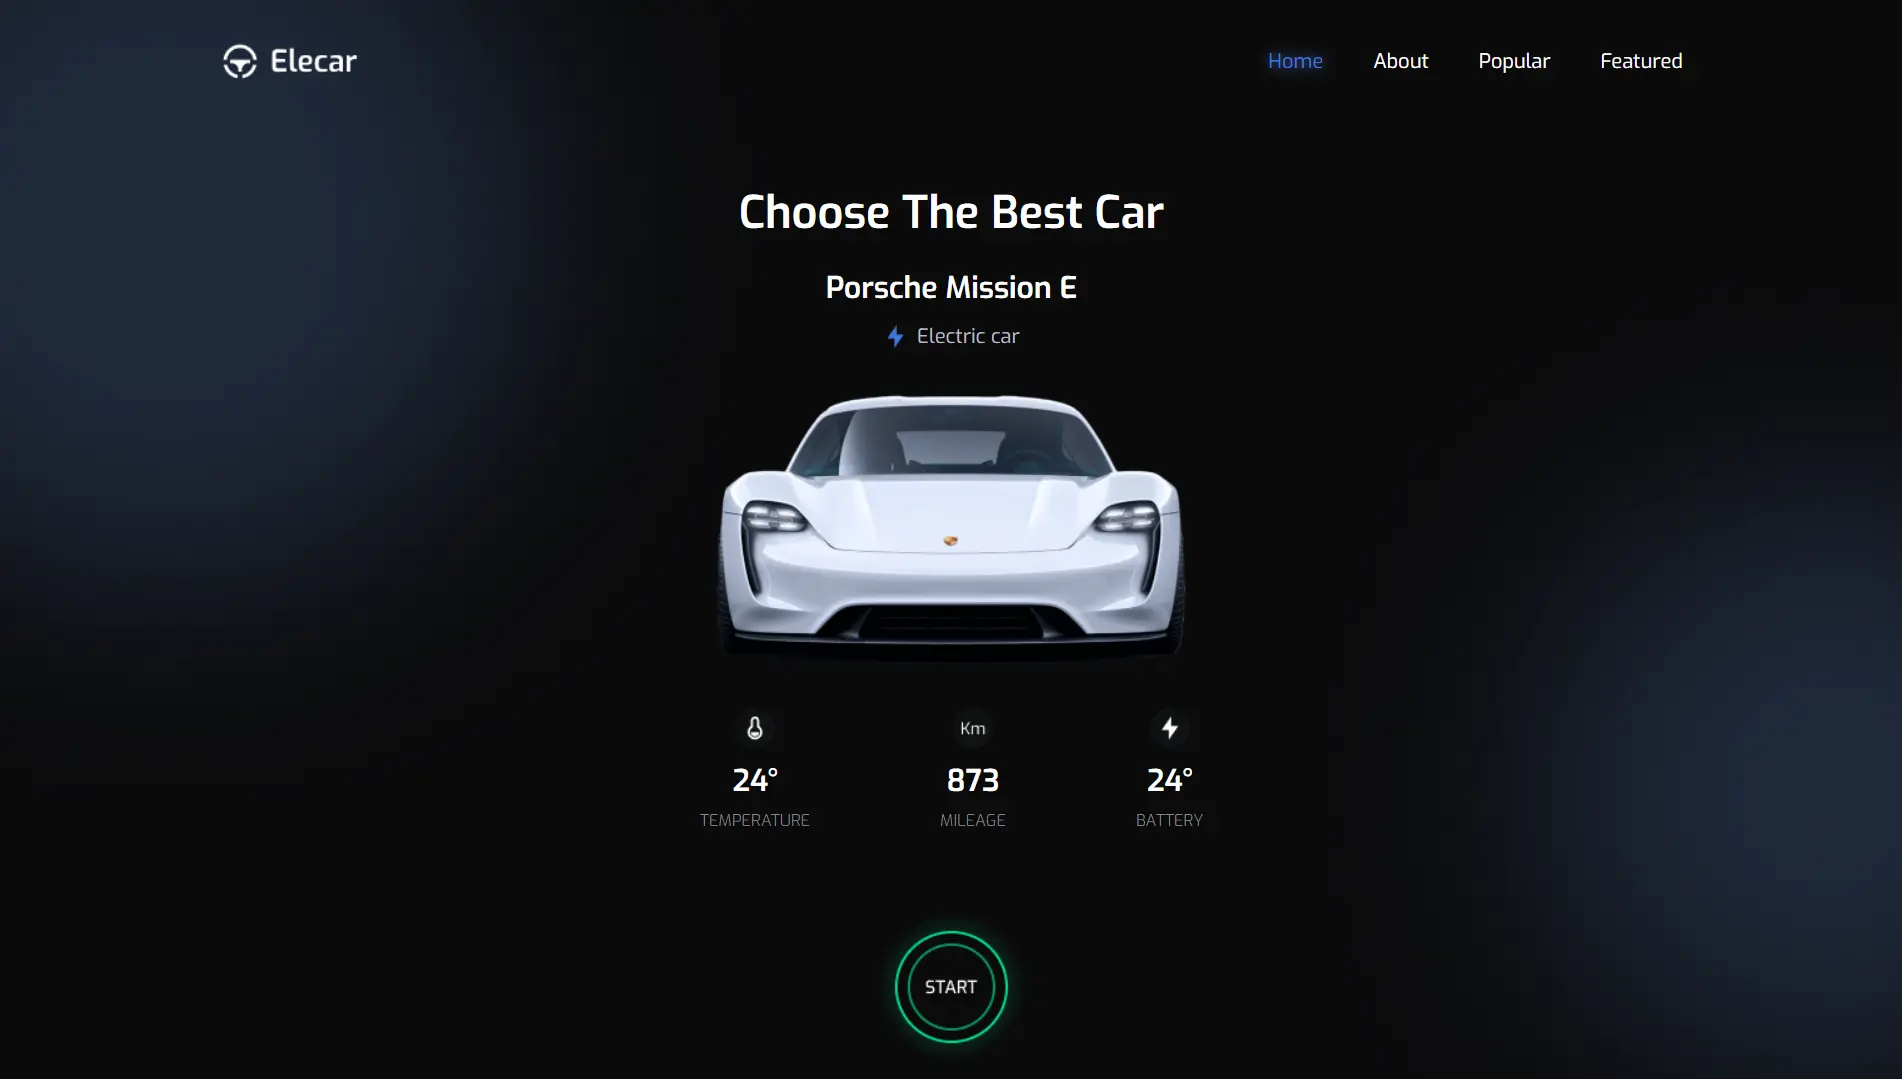 Elecar
Home About Popular Featured
Choose The Best Car
Porsche Mission E
Electric car
Km
24° 873 24°
TEMPERATURE MILEAGE BATTERY
START